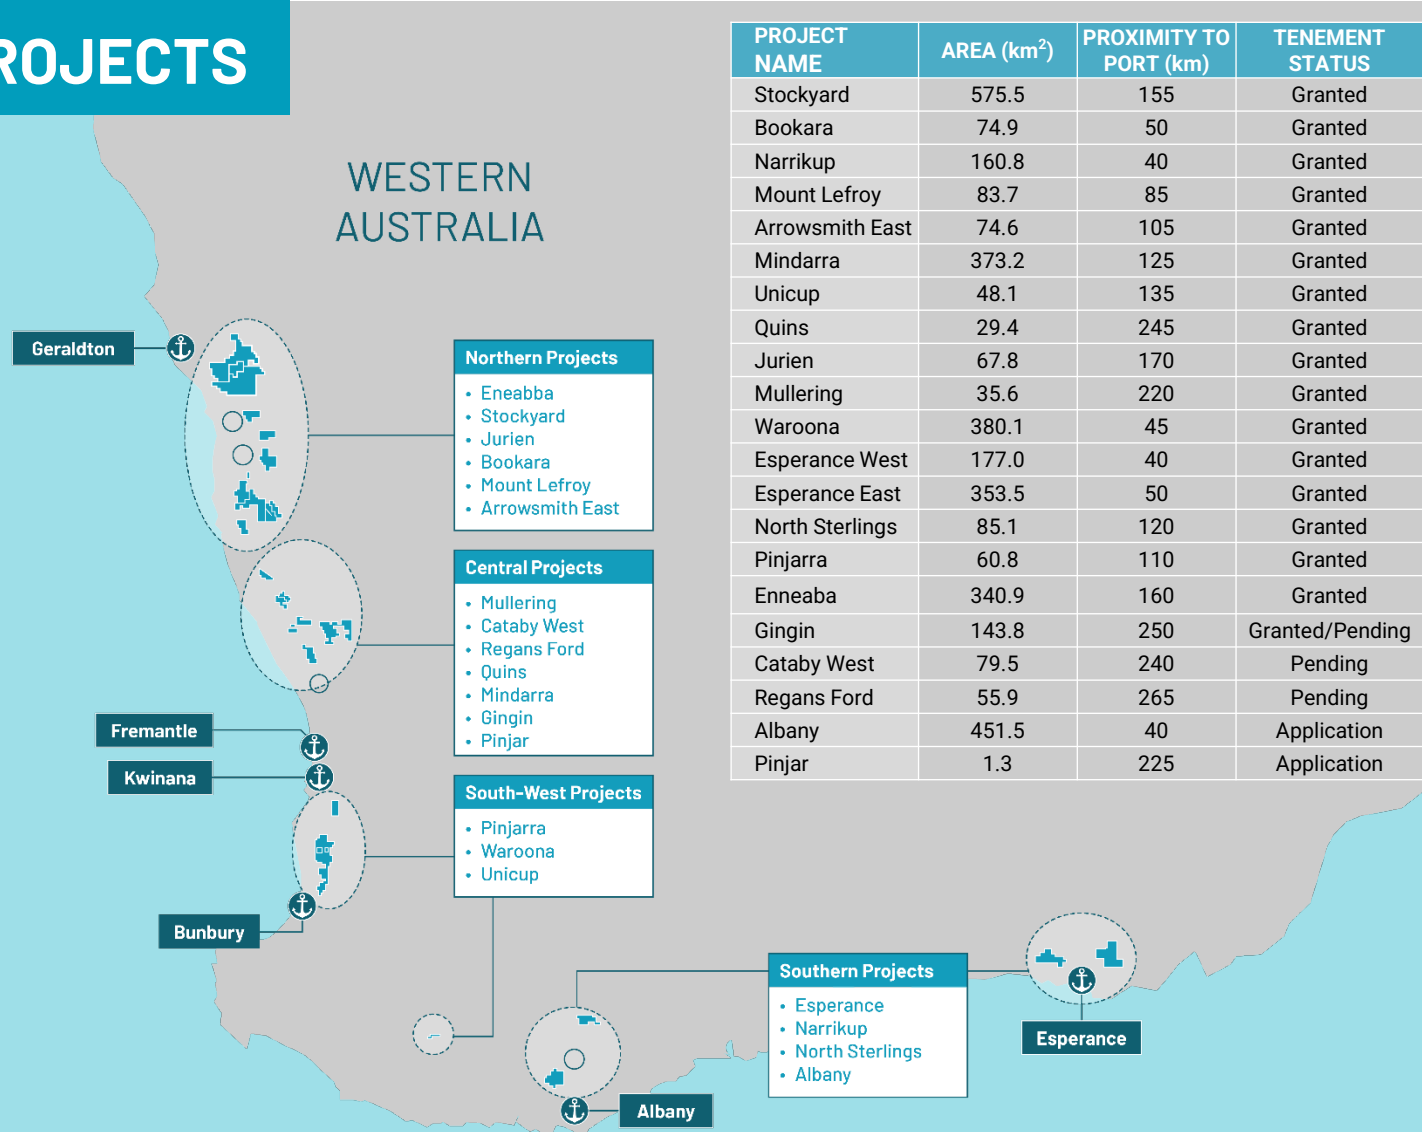 ROJECTS
WESTERN
AUSTRALIA
PROJECT NAME AREA (km²) PROXIMITY TO PORT (km) TENEMENT STATUS
Stockyard 575.5 155 Granted
Bookara 74.9 50 Granted
Narrikup 160.8 40 Granted
Mount Lefroy 83.7 85 Granted
Arrowsmith East 74.6 105 Granted
Mindarra 373.2 125 Granted
Unicup 48.1 135 Granted
Quins 29.4 245 Granted
Jurien 67.8 170 Granted
Mullering 35.6 220 Granted
Waroona 380.1 45 Granted
Esperance West 177.0 40 Granted
Esperance East 353.5 50 Granted
North Sterlings 85.1 120 Granted
Pinjarra 60.8 110 Granted
Enneaba 340.9 160 Granted
Gingin 143.8 250 Granted/Pending
Cataby West 79.5 240 Pending
Regans Ford 55.9 265 Pending
Albany 451.5 40 Application
Pinjar 1.3 225 Application
Geraldton
Northern Projects
• Eneabba
• Stockyard
• Jurien
• Bookara
• Mount Lefroy
• Arrowsmith East
Central Projects
• Mullering
• Cataby West
• Regans Ford
• Quins
• Mindarra
• Gingin
• Pinjar
Fremantle
Kwinana
South-West Projects
• Pinjarra
• Waroona
• Unicup
Bunbury
Southern Projects
• Esperance
• Narrikup
• North Sterlings
• Albany
Esperance
Albany